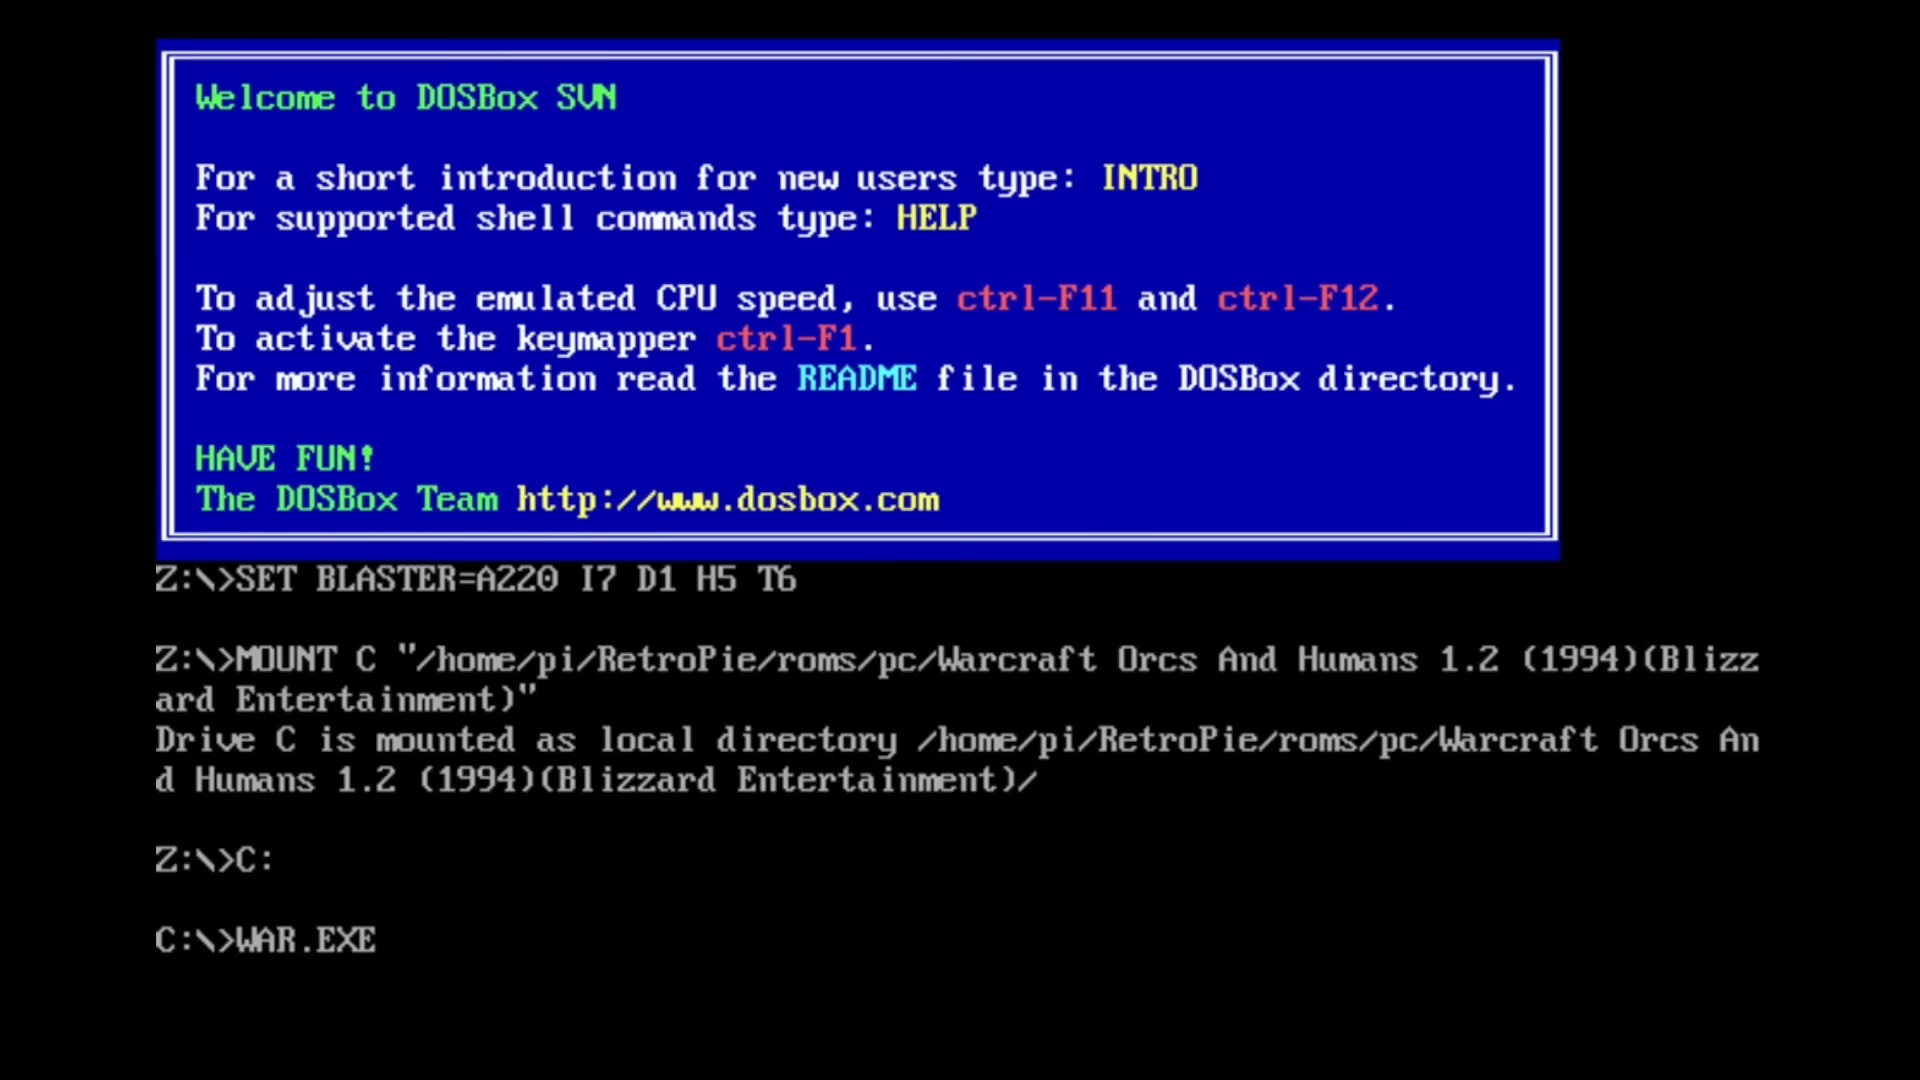 Welcome to DOSBox SVN
For a short introduction for new users type: INTRO
For supported shell commands type: HELP
To adjust the emulated CPU speed, use ctrl-F11 and ctrl-F12.
To activate the keymapper ctrl-F1.
For more information read the README file in the DOSBox directory.
HAVE FUN!
The DOSBox Team http://www.dosbox.com
Z:\>SET BLASTER=A220 I7 D1 H5 T6
Z:\>MOUNT C "/home/pi/RetroPie/roms/pc/Warcraft Orcs And Humans 1.2 (1994)(Blizz
ard Entertainment)"
Drive C is mounted as local directory /home/pi/RetroPie/roms/pc/Warcraft Orcs An
d Humans 1.2 (1994)(Blizzard Entertainment)/
Z:\>C:
C:\>WAR.EXE